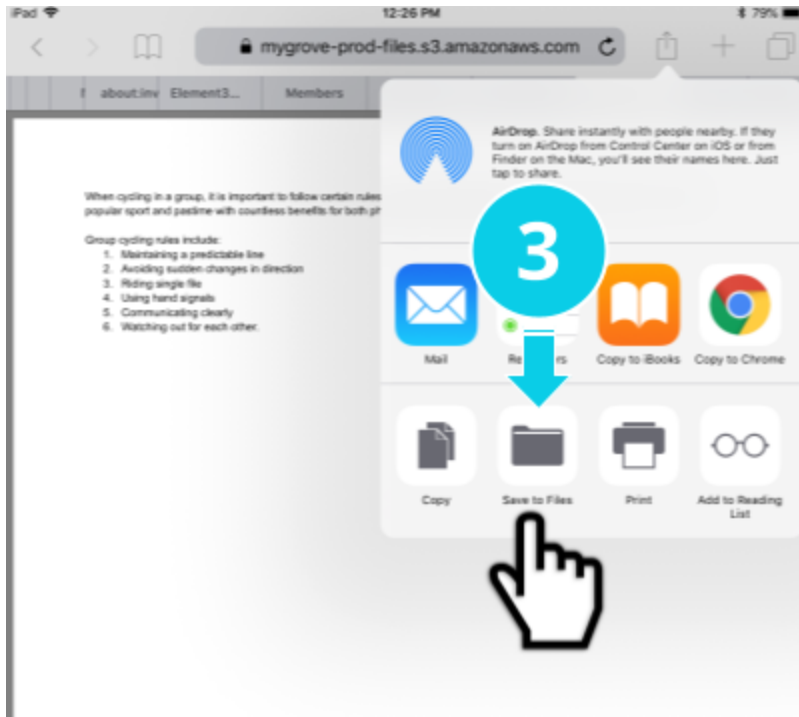 iPad 12:26 PM 79%
mygrove-prod-files.s3.amazonaws.com
about:inv Element3... Members
AirDrop. Share instantly with people nearby. If they
turn on AirDrop from Control Center on iOS or from
Finder on the Mac, you'll see their names here. Just
tap to share.
When cycling in a group, it is important to follow certain rules
popular sport and pastime with countless benefits for both
Group cycling rules include:
1. Maintaining a predictable line
2. Avoiding sudden changes in direction
3. Riding single file
4. Using hand signals
5. Communicating clearly
6. Watching out for each other.
3
Mail Copy to iBooks Copy to Chrome
Copy Save to Files Print Add to Reading
List